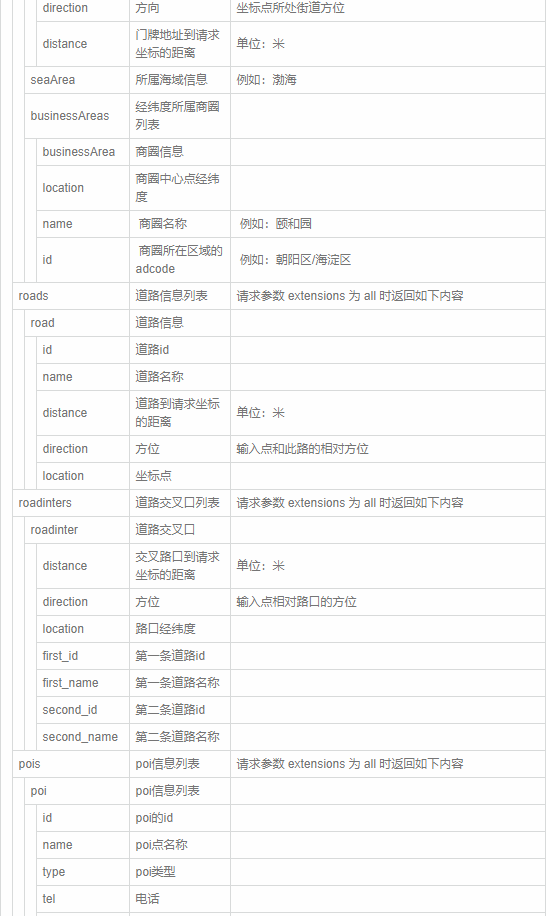 direction 方向 坐标点所处街道方位
distance 门牌地址到请求
坐标的距离 单位：米
seaArea 所属海域信息 例如：渤海
businessAreas 经纬度所属商圈
列表
businessArea 商圈信息
location 商圈中心点经纬
度
name 商圈名称 例如：颐和园
id 商圈所在区域的
adcode 例如：朝阳区/海淀区
roads 道路信息列表 请求参数 extensions 为 all 时返回如下内容
road 道路信息
id 道路id
name 道路名称
distance 道路到请求坐标
的距离 单位：米
direction 方位 输入点和此路的相对方位
location 坐标点
roadinters 道路交叉口列表 请求参数 extensions 为 all 时返回如下内容
roadinter 道路交叉口
distance 交叉路口到请求
坐标的距离 单位：米
direction 方位 输入点相对路口的方位
location 路口经纬度
first_id 第一条道路id
first_name 第一条道路名称
second_id 第二条道路id
second_name 第二条道路名称
pois poi信息列表 请求参数 extensions 为 all 时返回如下内容
poi poi信息列表
id poi的id
name poi点名称
type poi类型
tel 电话